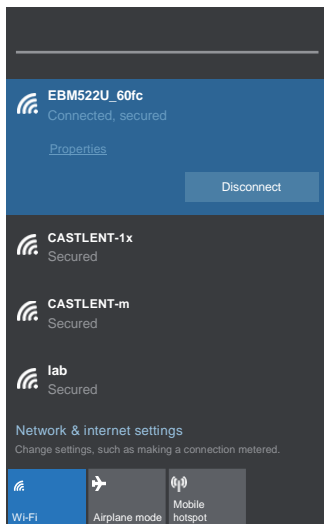 EBM522U_60fc
Connected, secured
Properties
Disconnect
CASTLENT-1x
Secured
CASTLENT-m
Secured
lab
Secured
Network & internet settings
Change settings, such as making a connection metered.
Wi-Fi
Airplane mode
Mobile
hotspot